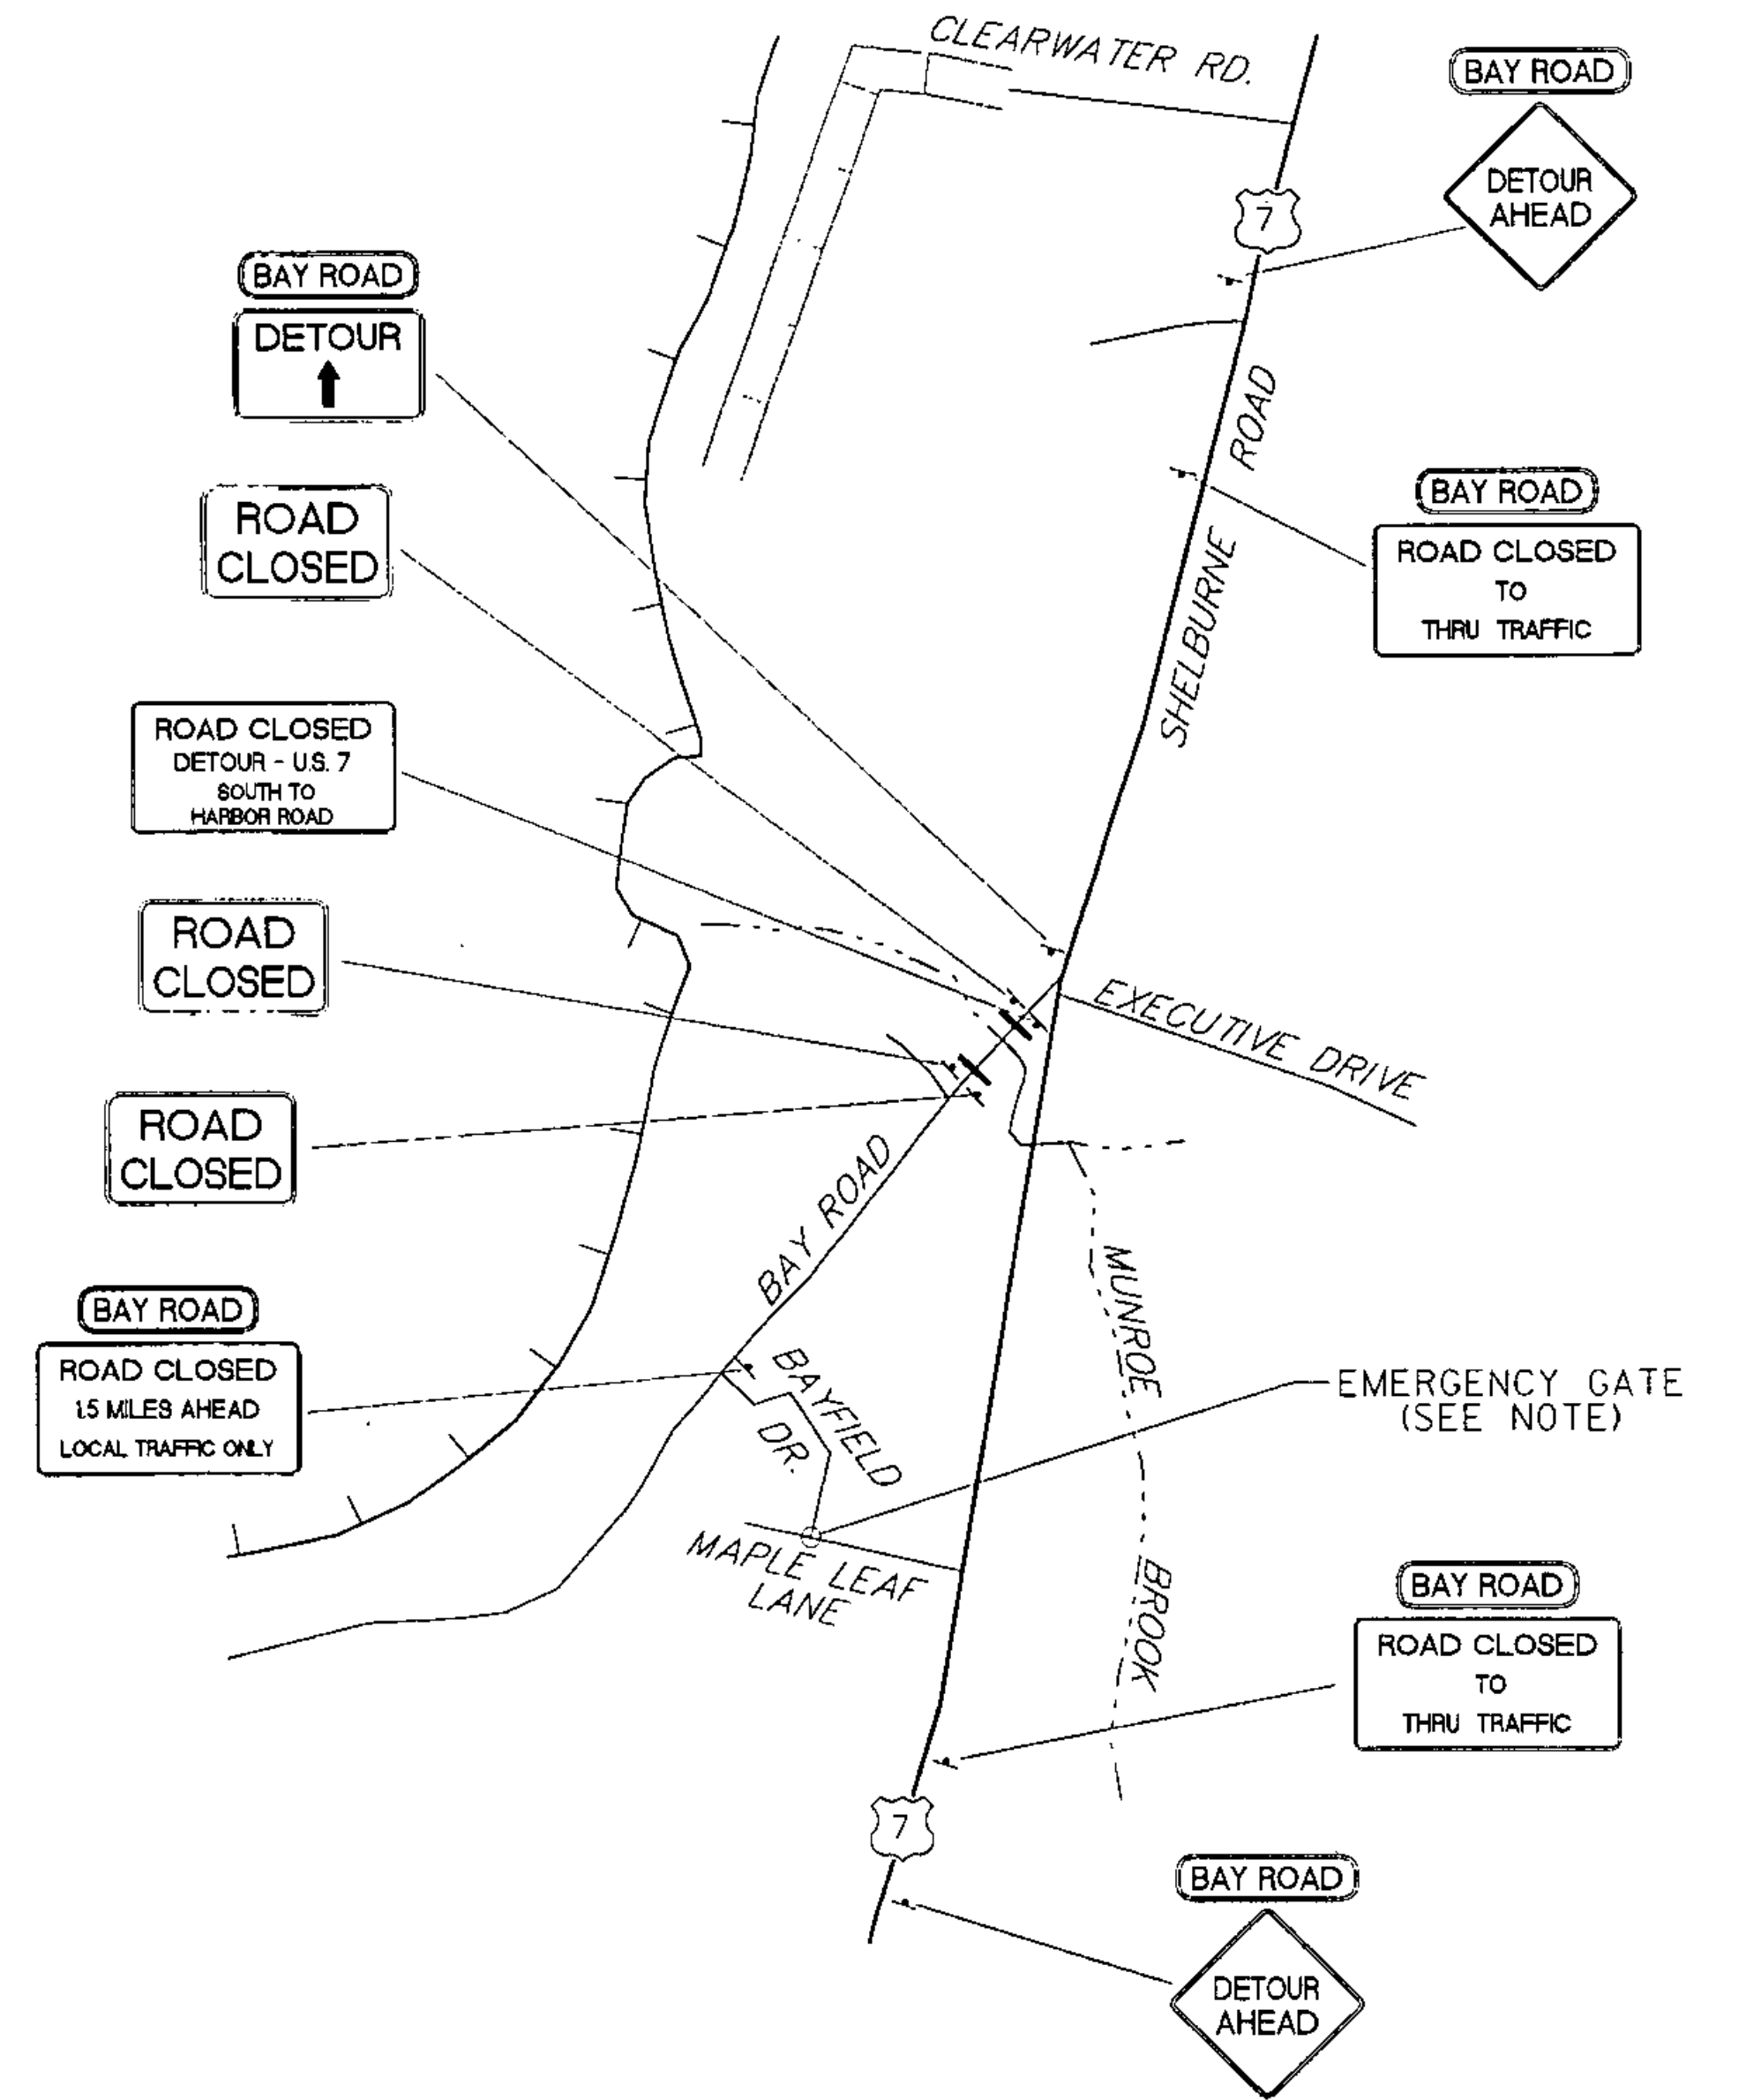 CLEARWATER RD.
BAY ROAD
DETOUR
AHEAD
7
BAY ROAD
DETOUR
SHELBURNE ROAD
BAY ROAD
ROAD CLOSED
TO
THRU TRAFFIC
ROAD
CLOSED
ROAD CLOSED
DETOUR - U.S. 7
SOUTH TO
HARBOR ROAD
ROAD
CLOSED
EXECUTIVE DRIVE
ROAD
CLOSED
BAY ROAD
MUNROE BROOK
BAY ROAD
ROAD CLOSED
1.5 MILES AHEAD
LOCAL TRAFFIC ONLY
BAYFIELD
DR.
EMERGENCY GATE
(SEE NOTE)
MAPLE LEAF
LANE
BAY ROAD
ROAD CLOSED
TO
THRU TRAFFIC
7
BAY ROAD
DETOUR
AHEAD